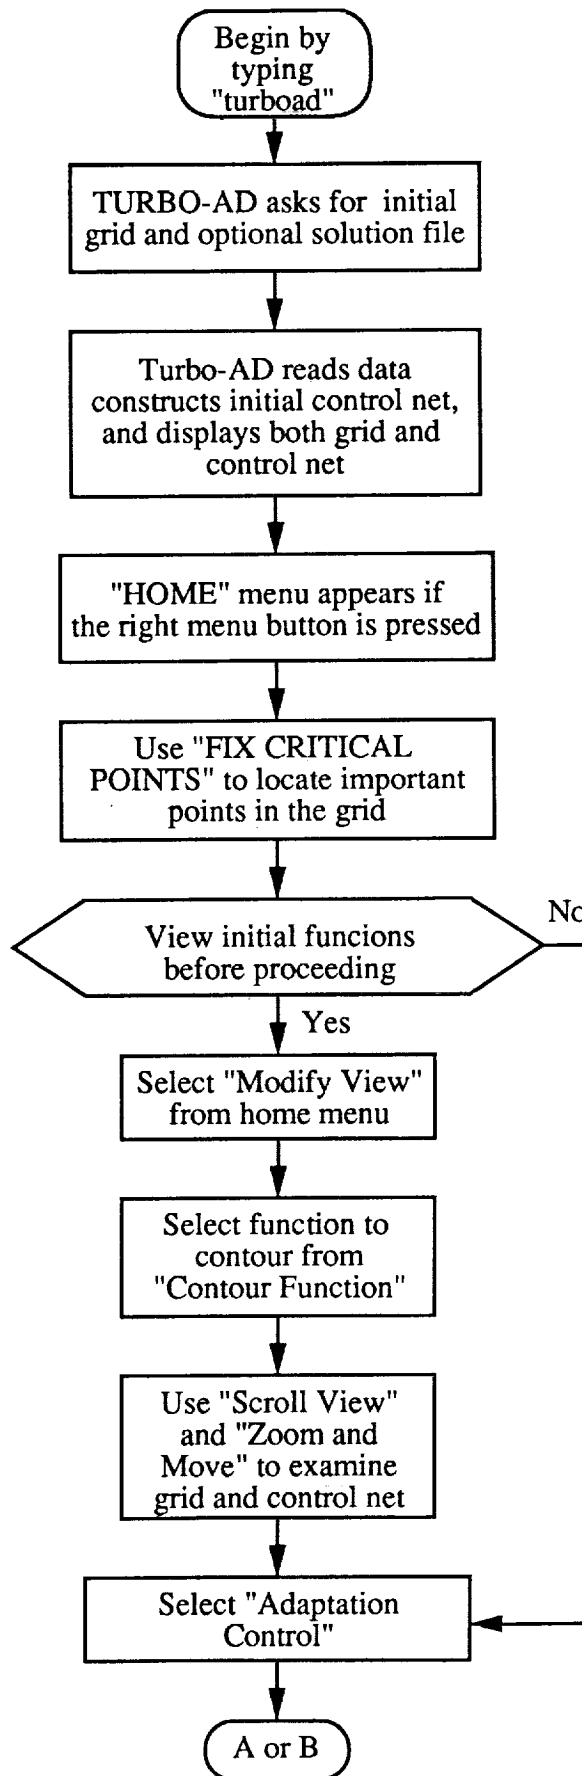 Begin by
typing
"turboad"
TURBO-AD asks for initial
grid and optional solution file
Turbo-AD reads data
constructs initial control net,
and displays both grid and
control net
"HOME" menu appears if
the right menu button is pressed
Use "FIX CRITICAL
POINTS" to locate important
points in the grid
View initial funcions
before proceeding
No
Yes
Select "Modify View"
from home menu
Select function to
contour from
"Contour Function"
Use "Scroll View"
and "Zoom and
Move" to examine
grid and control net
Select "Adaptation
Control"
A or B